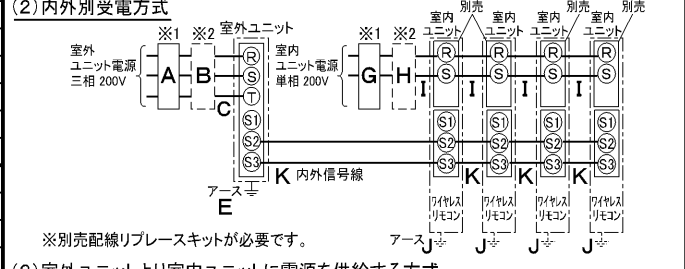 (2)内外別受電方式
室外ユニット
別売
別売
別売
※1 ※2
※1 ※2
室内ユニット
室内ユニット
室内ユニット
室内ユニット
室外
ユニット電源
三相 200V
A
B
C
R
S
T
S1
S2
S3
室内
ユニット電源
単相 200V
G
H
I
I
I
I
R
S
R
S
R
S
R
S
S1
S2
S3
S1
S2
S3
S1
S2
S3
S1
S2
S3
K 内外信号線
K
K
K
アース
E
ワイヤレス
リモコン
ワイヤレス
リモコン
ワイヤレス
リモコン
ワイヤレス
リモコン
※別売配線リプレースキットが必要です。
アース
J
J
J
J
(3)室外ユニットより室内ユニットに電源を供給する方式